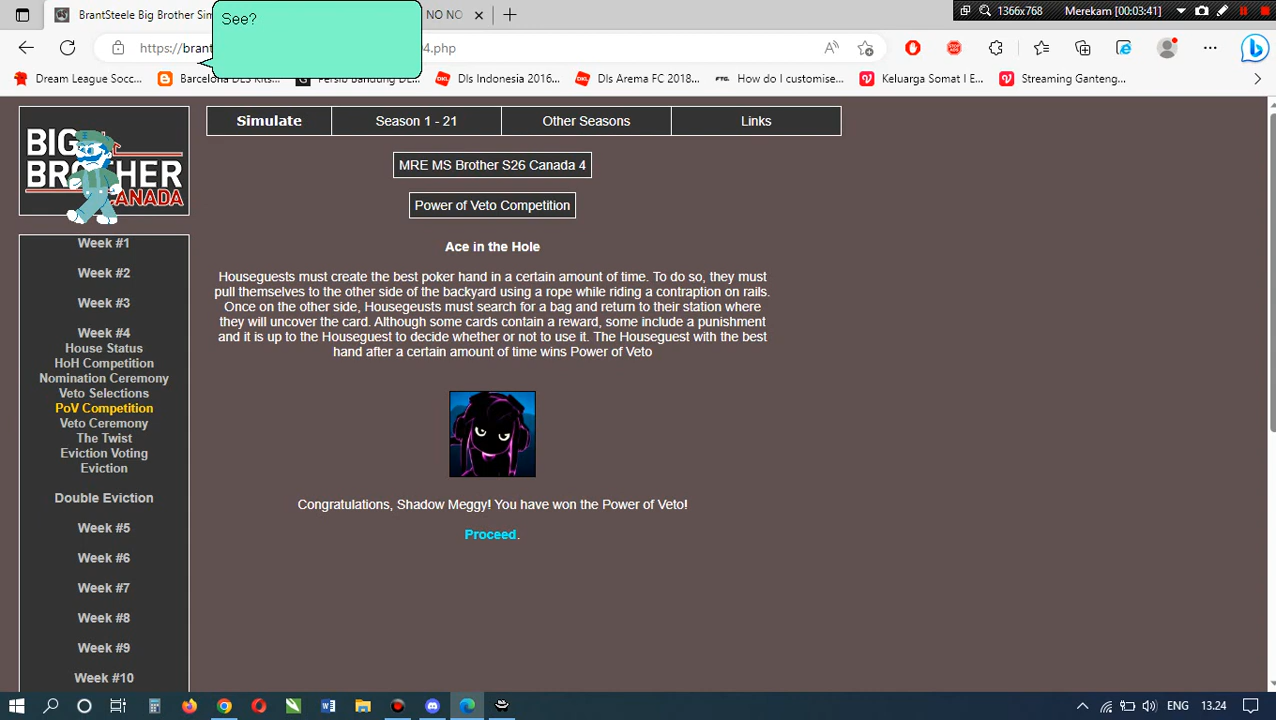 BrantSteele Big Brother Sim
NO NO
1366x768
Merekam [00:03:41]
See?
https://brant
4.php
Dream League Socc...
Barcelona DLS Kits...
Persib Bandung DL...
Dls Indonesia 2016...
Dls Arema FC 2018...
How do I customise...
Keluarga Somat I E...
Streaming Ganteng...
BIG BROTHER CANADA
Simulate
Season 1 - 21
Other Seasons
Links
MRE MS Brother S26 Canada 4
Power of Veto Competition
Ace in the Hole
Houseguests must create the best poker hand in a certain amount of time. To do so, they must
pull themselves to the other side of the backyard using a rope while riding a contraption on rails.
Once on the other side, Housegeusts must search for a bag and return to their station where
they will uncover the card. Although some cards contain a reward, some include a punishment
and it is up to the Houseguest to decide whether or not to use it. The Houseguest with the best
hand after a certain amount of time wins Power of Veto
Congratulations, Shadow Meggy! You have won the Power of Veto!
Proceed.
Week #1
Week #2
Week #3
Week #4
House Status
HoH Competition
Nomination Ceremony
Veto Selections
PoV Competition
Veto Ceremony
The Twist
Eviction Voting
Eviction
Double Eviction
Week #5
Week #6
Week #7
Week #8
Week #9
Week #10
ENG
13.24